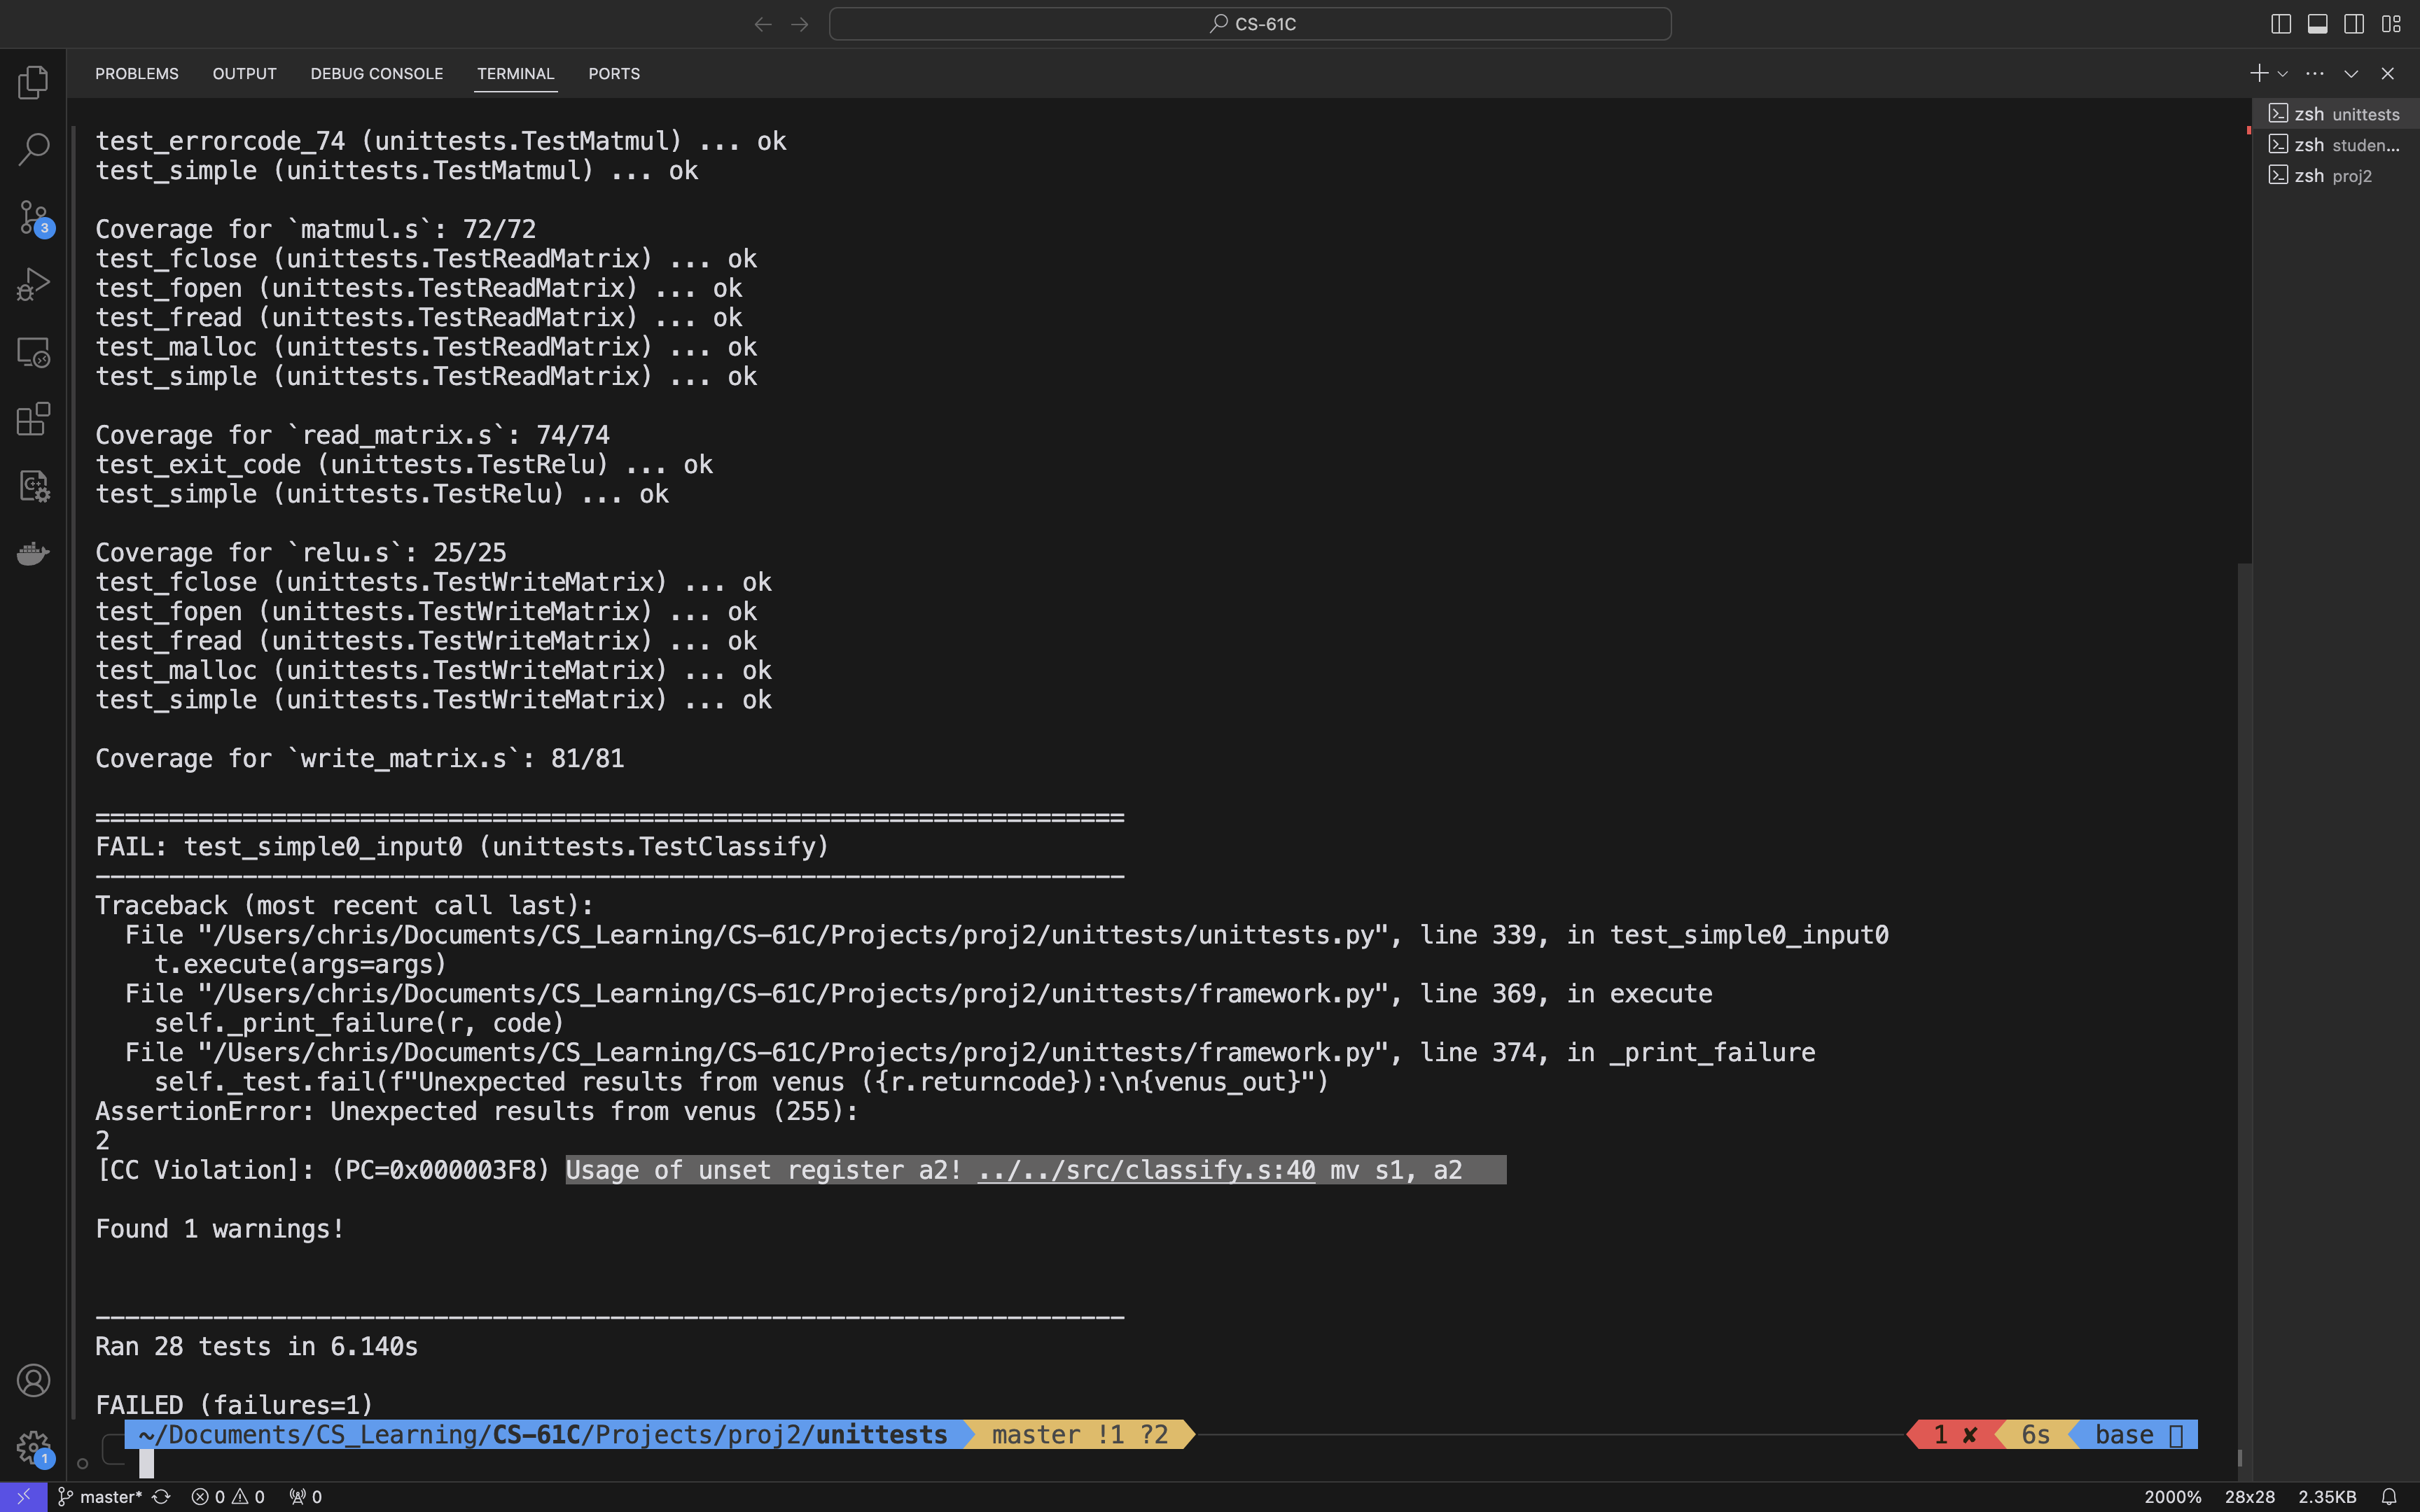 CS-61C
PROBLEMS OUTPUT DEBUG CONSOLE TERMINAL PORTS
zsh unittests
zsh studen...
zsh proj2
test_errorcode_74 (unittests.TestMatmul) ... ok
test_simple (unittests.TestMatmul) ... ok
Coverage for `matmul.s`: 72/72
test_fclose (unittests.TestReadMatrix) ... ok
test_fopen (unittests.TestReadMatrix) ... ok
test_fread (unittests.TestReadMatrix) ... ok
test_malloc (unittests.TestReadMatrix) ... ok
test_simple (unittests.TestReadMatrix) ... ok
Coverage for `read_matrix.s`: 74/74
test_exit_code (unittests.TestRelu) ... ok
test_simple (unittests.TestRelu) ... ok
Coverage for `relu.s`: 25/25
test_fclose (unittests.TestWriteMatrix) ... ok
test_fopen (unittests.TestWriteMatrix) ... ok
test_fread (unittests.TestWriteMatrix) ... ok
test_malloc (unittests.TestWriteMatrix) ... ok
test_simple (unittests.TestWriteMatrix) ... ok
Coverage for `write_matrix.s`: 81/81
======================================================================
FAIL: test_simple0_input0 (unittests.TestClassify)
----------------------------------------------------------------------
Traceback (most recent call last):
File "/Users/chris/Documents/CS_Learning/CS-61C/Projects/proj2/unittests/unittests.py", line 339, in test_simple0_input0
t.execute(args=args)
File "/Users/chris/Documents/CS_Learning/CS-61C/Projects/proj2/unittests/framework.py", line 369, in execute
self._print_failure(r, code)
File "/Users/chris/Documents/CS_Learning/CS-61C/Projects/proj2/unittests/framework.py", line 374, in _print_failure
self._test.fail(f"Unexpected results from venus ({r.returncode}):\n{venus_out}")
AssertionError: Unexpected results from venus (255):
2
[CC Violation]: (PC=0x000003F8) Usage of unset register a2! ../../src/classify.s:40 mv s1, a2
Found 1 warnings!
----------------------------------------------------------------------
Ran 28 tests in 6.140s
FAILED (failures=1)
~/Documents/CS_Learning/CS-61C/Projects/proj2/unittests master !1 ?2 1 ✘ 6s base
3
1
master* 0 0 0 2000% 28x28 2.35KB